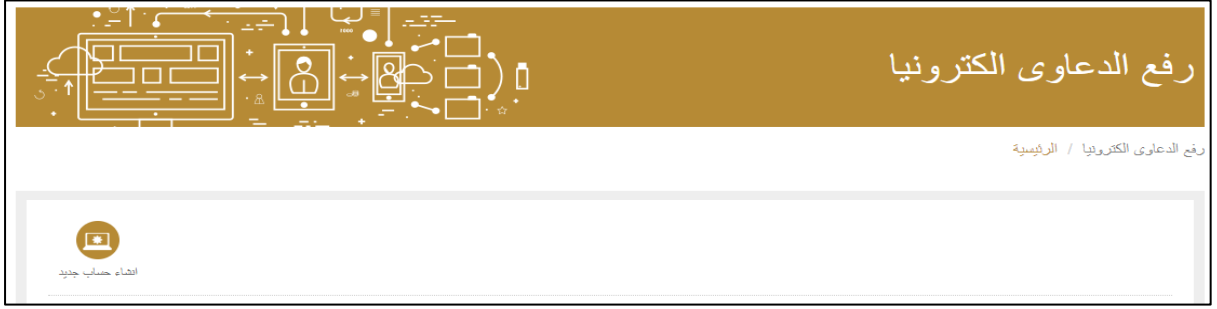 رفع الدعاوى الكترونيا
رفع الدعاوى الكترونيا / الرئيسية
انشاء حساب جديد